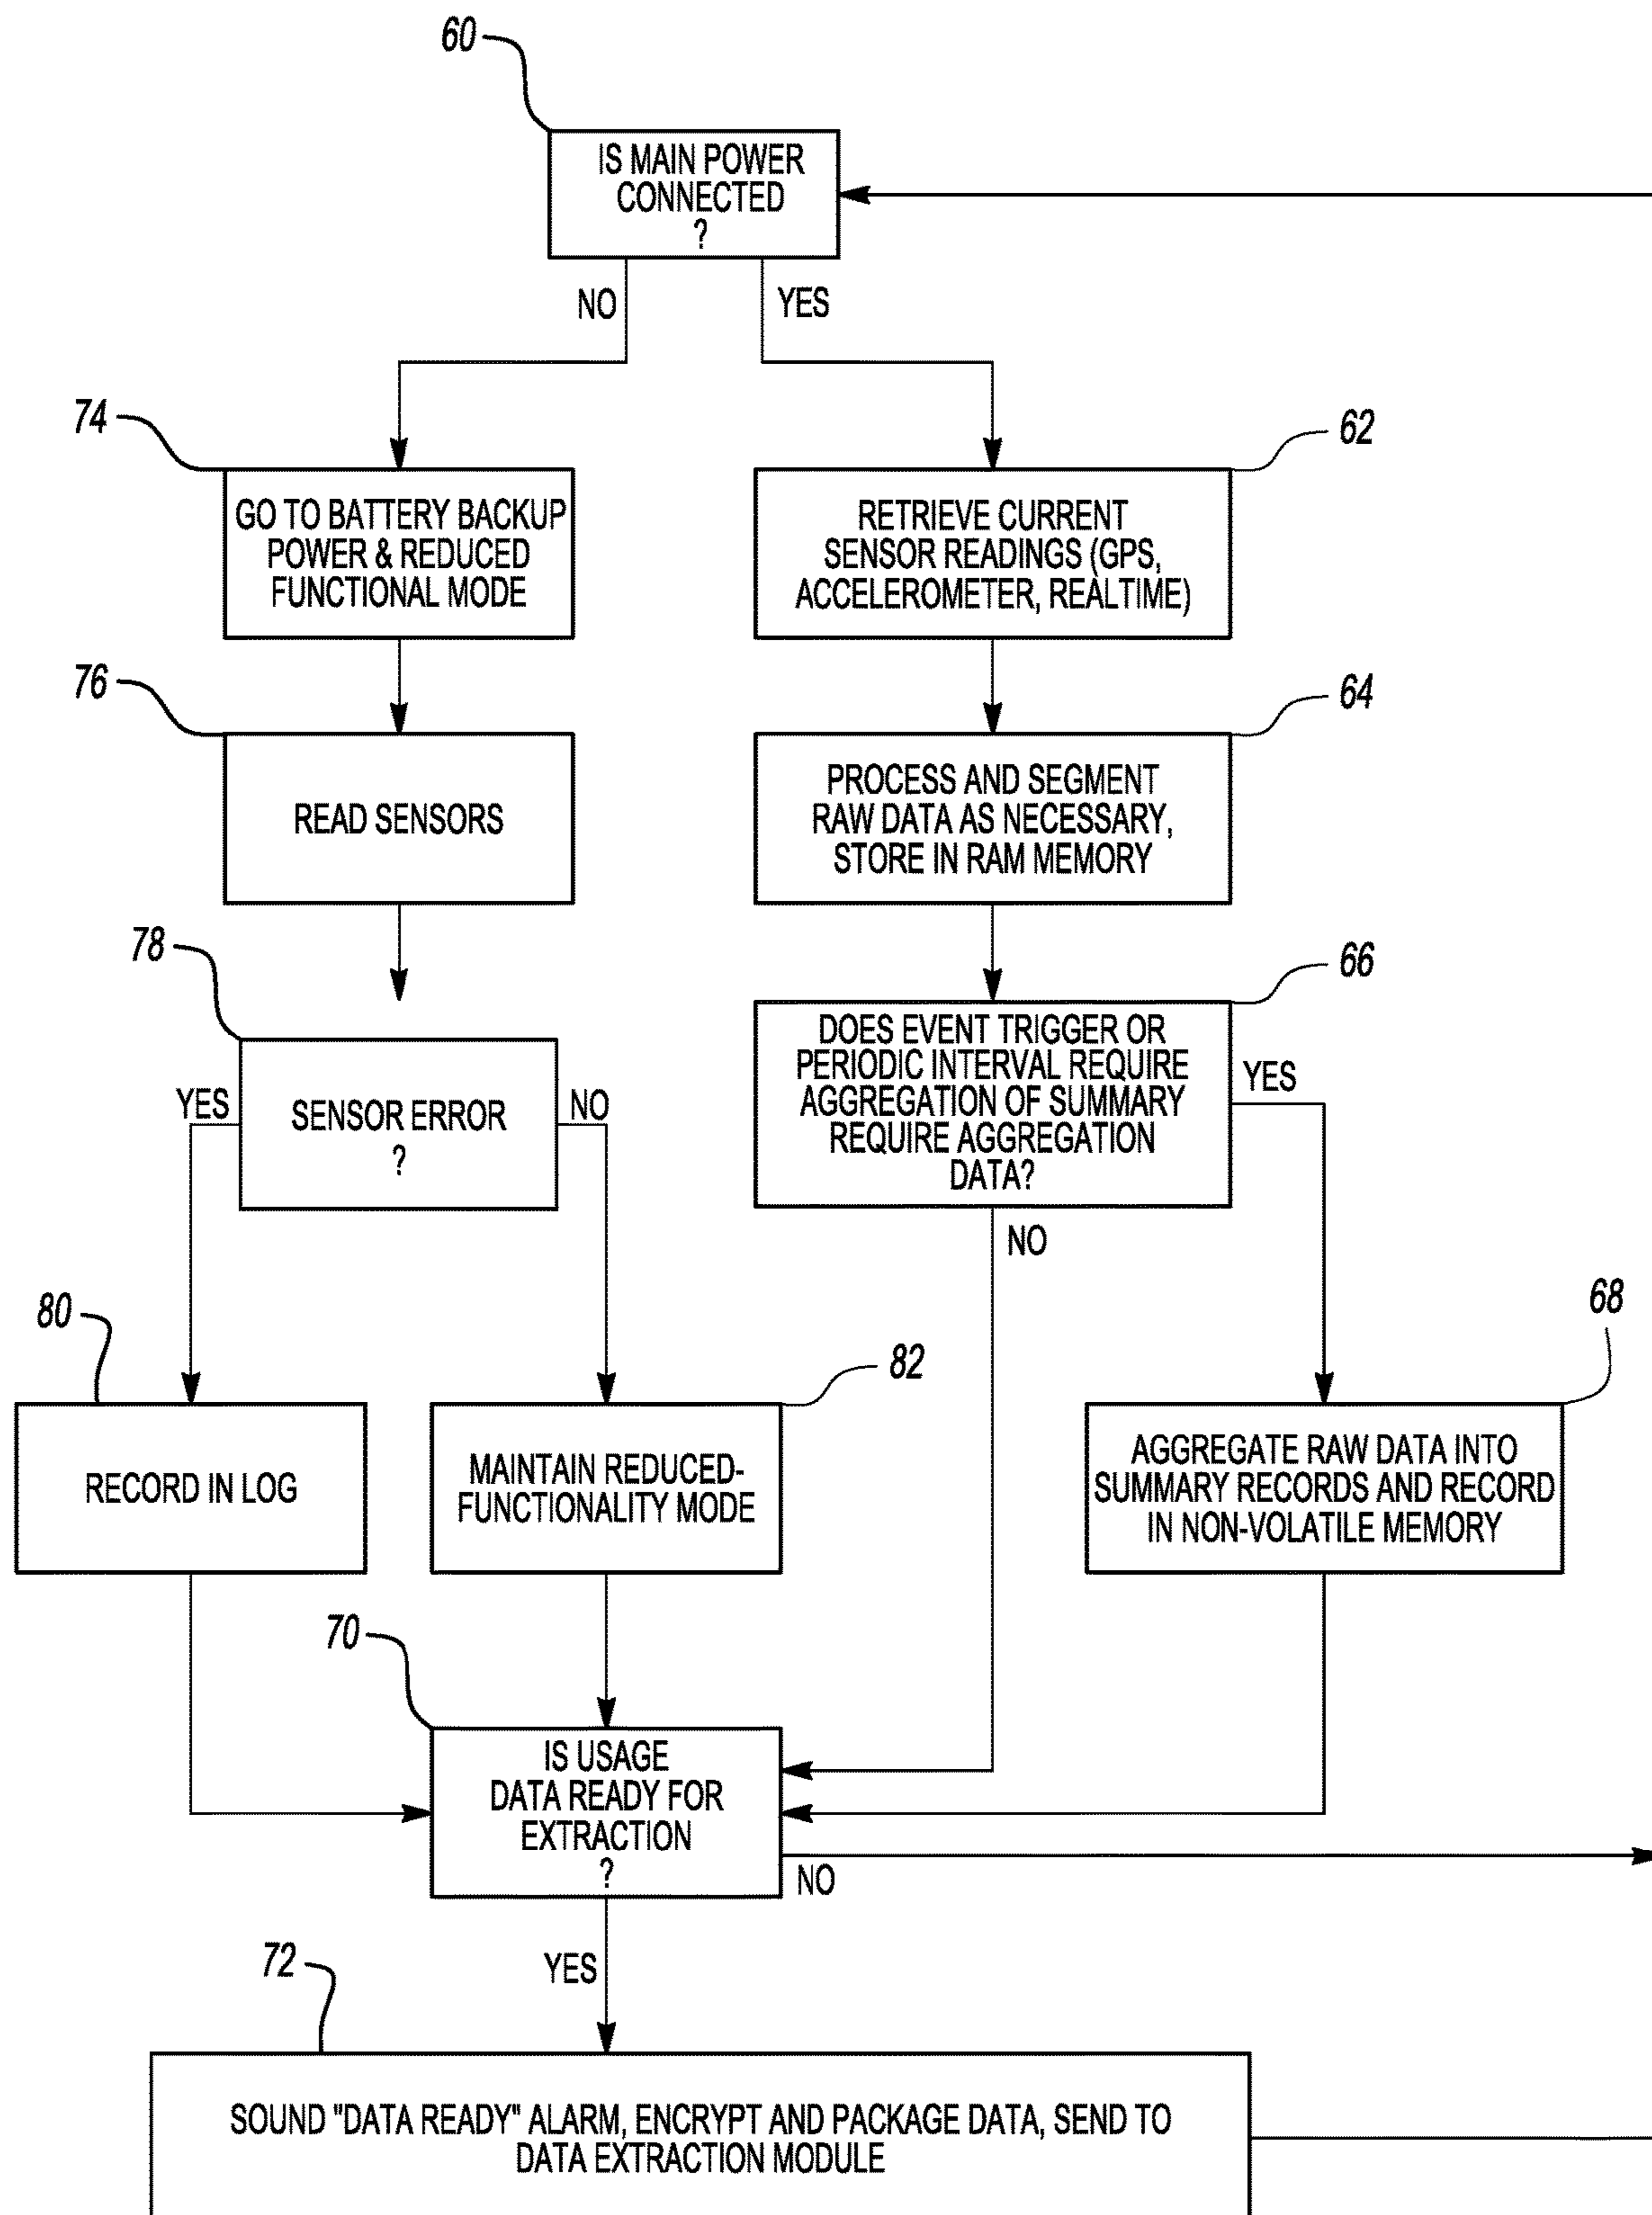 60
IS MAIN POWER
CONNECTED
?
NO
YES
74
GO TO BATTERY BACKUP
POWER & REDUCED
FUNCTIONAL MODE
62
RETRIEVE CURRENT
SENSOR READINGS (GPS,
ACCELEROMETER, REALTIME)
76
READ SENSORS
64
PROCESS AND SEGMENT
RAW DATA AS NECESSARY,
STORE IN RAM MEMORY
78
YES
SENSOR ERROR
?
NO
66
DOES EVENT TRIGGER OR
PERIODIC INTERVAL REQUIRE
AGGREGATION OF SUMMARY
REQUIRE AGGREGATION
DATA?
YES
NO
80
RECORD IN LOG
82
MAINTAIN REDUCED-
FUNCTIONALITY MODE
68
AGGREGATE RAW DATA INTO
SUMMARY RECORDS AND RECORD
IN NON-VOLATILE MEMORY
70
IS USAGE
DATA READY FOR
EXTRACTION
?
NO
YES
72
SOUND "DATA READY" ALARM, ENCRYPT AND PACKAGE DATA, SEND TO
DATA EXTRACTION MODULE